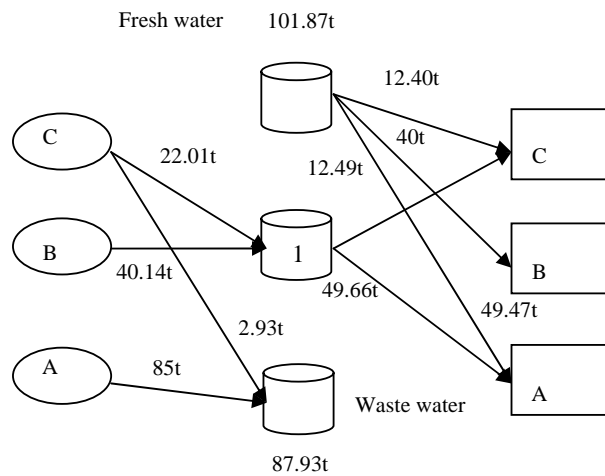 Fresh water
101.87t
12.40t
C
22.01t
40t
12.49t
C
B
1
40.14t
49.66t
B
2.93t
49.47t
A
85t
Waste water
A
87.93t